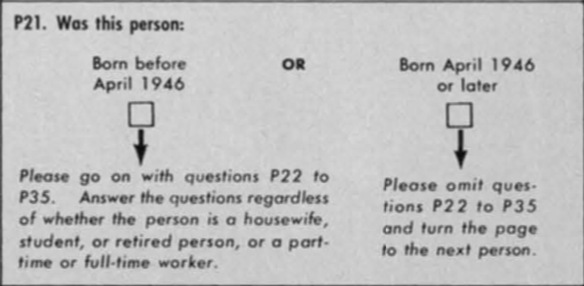 P21. Was this person:
Born before
April 1946
OR
Born April 1946
or later
Please go on with questions P22 to
P35. Answer the questions regardless
of whether the person is a housewife,
student, or retired person, or a part-
time or full-time worker.
Please omit ques-
tions P22 to P35
and turn the page
to the next person.